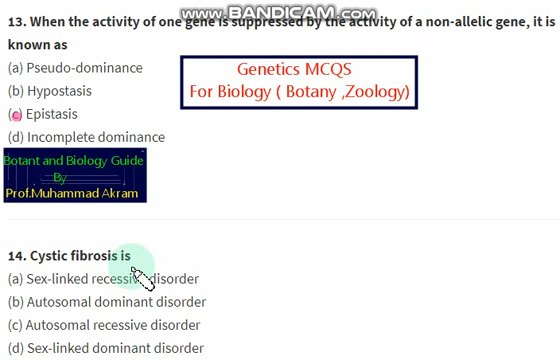 WWW.BANDICAM.COM
13. When the activity of one gene is suppressed by the activity of a non-allelic gene, it is
known as
(a) Pseudo-dominance
(b) Hypostasis
(c) Epistasis
(d) Incomplete dominance
Genetics MCQS
For Biology ( Botany ,Zoology)
Botant and Biology Guide
By
Prof.Muhammad Akram
14. Cystic fibrosis is
(a) Sex-linked recessive disorder
(b) Autosomal dominant disorder
(c) Autosomal recessive disorder
(d) Sex-linked dominant disorder